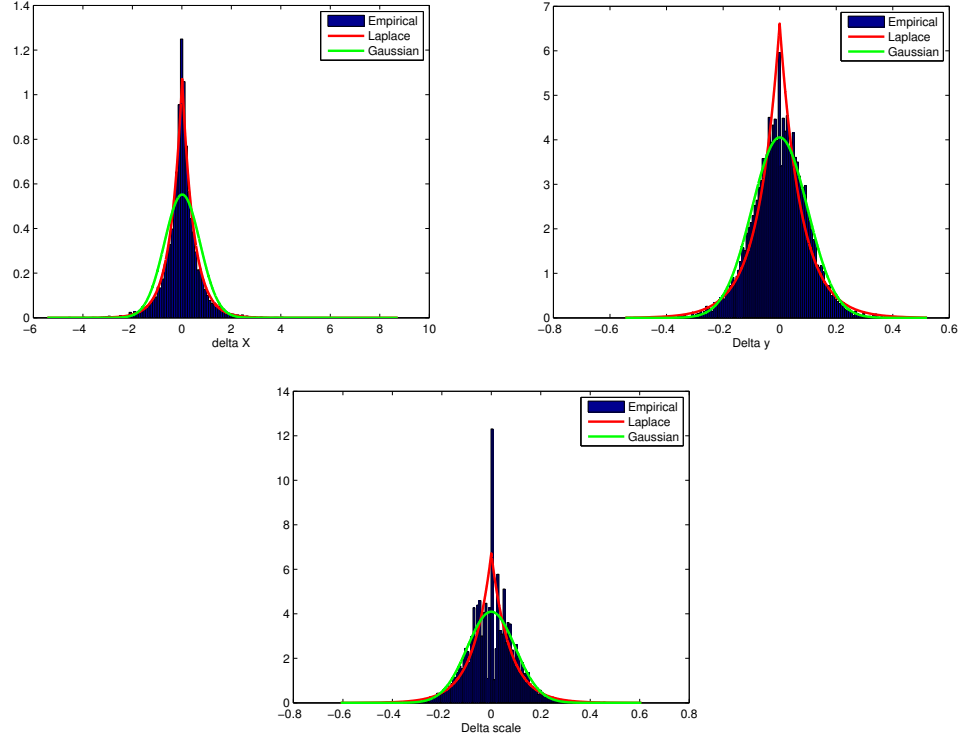 1.4
1.2
1
0.8
0.6
0.4
0.2
0
−6 −4 −2 0 2 4 6 8 10
delta X
Empirical
Laplace
Gaussian
7
6
5
4
3
2
1
0
−0.8 −0.6 −0.4 −0.2 0 0.2 0.4 0.6
Delta y
Empirical
Laplace
Gaussian
14
12
10
8
6
4
2
0
−0.8 −0.6 −0.4 −0.2 0 0.2 0.4 0.6 0.8
Delta scale
Empirical
Laplace
Gaussian